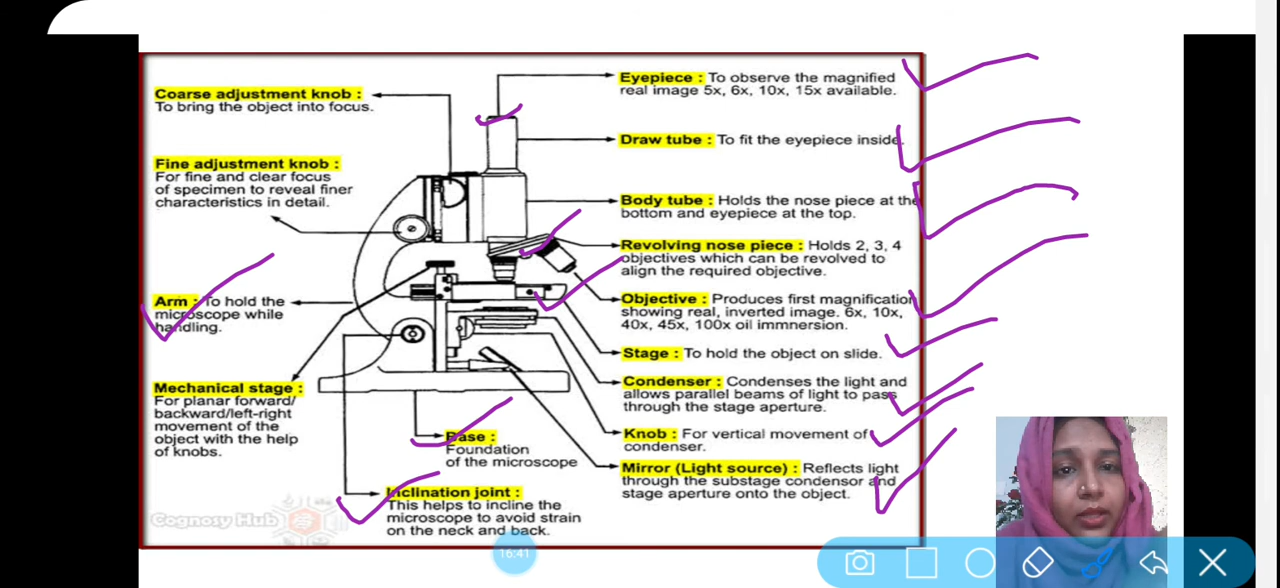 Coarse adjustment knob :
To bring the object into focus.
Fine adjustment knob :
For fine and clear focus
of specimen to reveal finer
characteristics in detail.
Arm : To hold the
microscope while
handling.
Mechanical stage :
For planar forward/
backward/left-right
movement of the
object with the help
of knobs.
Base :
Foundation
of the microscope
Inclination joint :
This helps to incline the
microscope to avoid strain
on the neck and back.
Eyepiece : To observe the magnified
real image 5x, 6x, 10x, 15x available.
Draw tube : To fit the eyepiece inside.
Body tube : Holds the nose piece at the
bottom and eyepiece at the top.
Revolving nose piece : Holds 2, 3, 4
objectives which can be revolved to
align the required objective.
Objective : Produces first magnification
showing real, inverted image. 6x, 10x,
40x, 45x, 100x oil immnersion.
Stage : To hold the object on slide.
Condenser : Condenses the light and
allows parallel beams of light to pass
through the stage aperture.
Knob : For vertical movement of
condenser.
Mirror (Light source) : Reflects light
through the substage condensor and
stage aperture onto the object.
Cognosy Hub
16:41